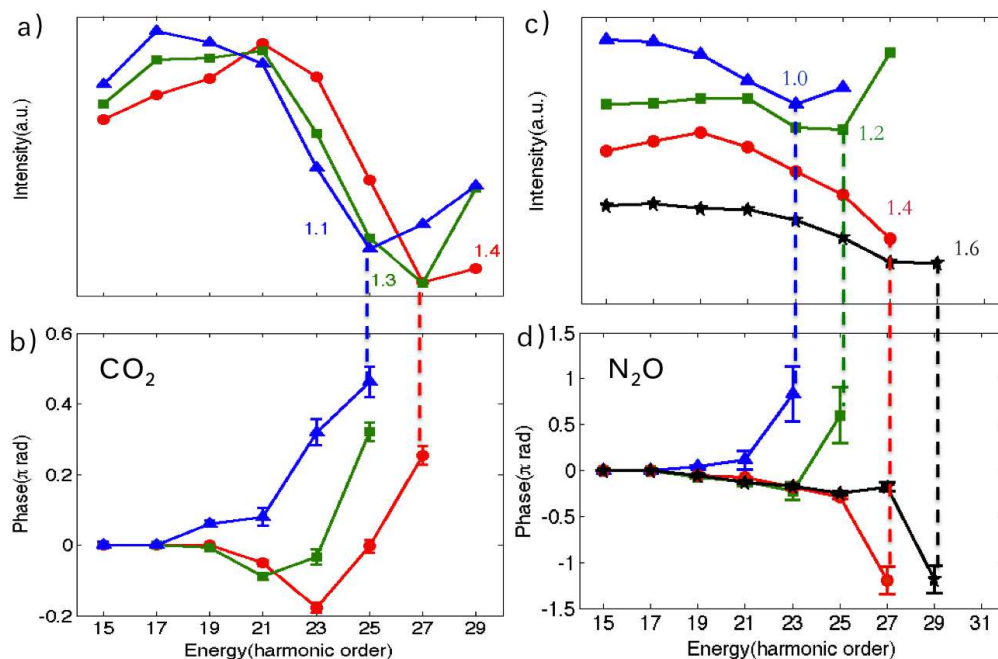 a)
Intensity(a.u.)
1.1
1.3
1.4
c)
Intensity(a.u.)
1.0
1.2
1.4
1.6
b)
CO2
Phase(π rad)
0.6
0.4
0.2
0
-0.2
15 17 19 21 23 25 27 29
Energy(harmonic order)
d)
N2O
Phase(π rad)
1.5
1
0.5
0
-0.5
-1
-1.5
15 17 19 21 23 25 27 29 31
Energy(harmonic order)